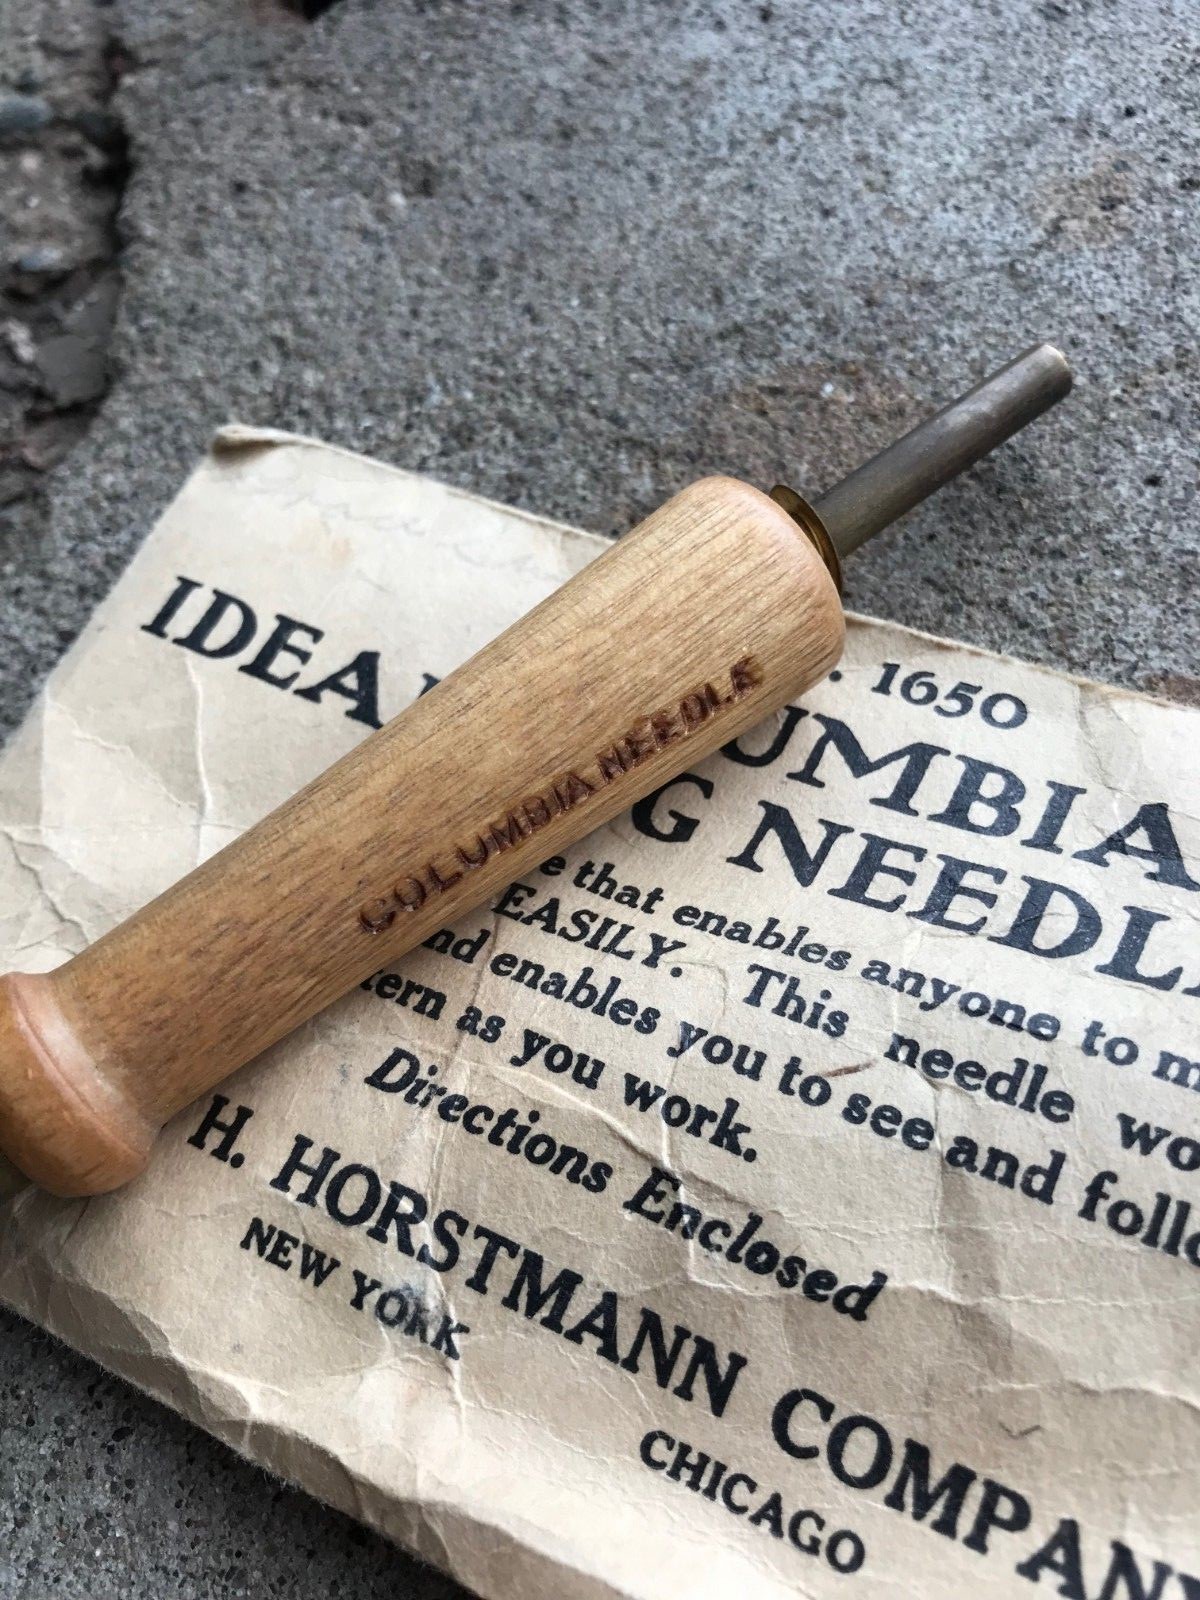 . 1650
IDEA UMBIA
G NEEDL
e that enables anyone to m
EASILY. This needle wo
nd enables you to see and follo
tern as you work.
Directions Enclosed
H. HORSTMANN COMPANY
NEW YORK CHICAGO
COLUMBIA NEEDLE